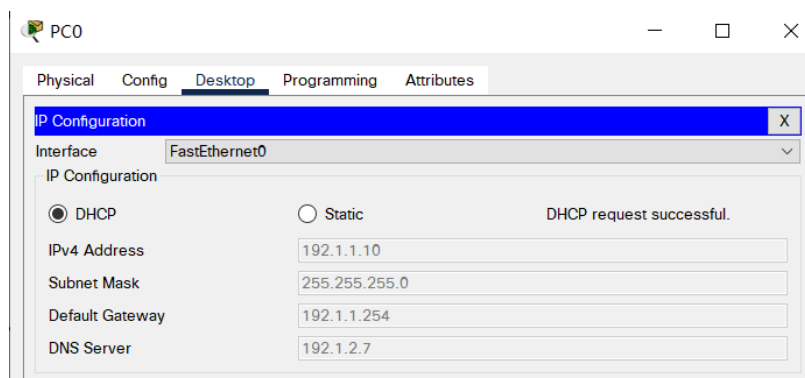 PC0
Physical Config Desktop Programming Attributes
IP Configuration X
Interface FastEthernet0
IP Configuration
DHCP Static DHCP request successful.
IPv4 Address 192.1.1.10
Subnet Mask 255.255.255.0
Default Gateway 192.1.1.254
DNS Server 192.1.2.7